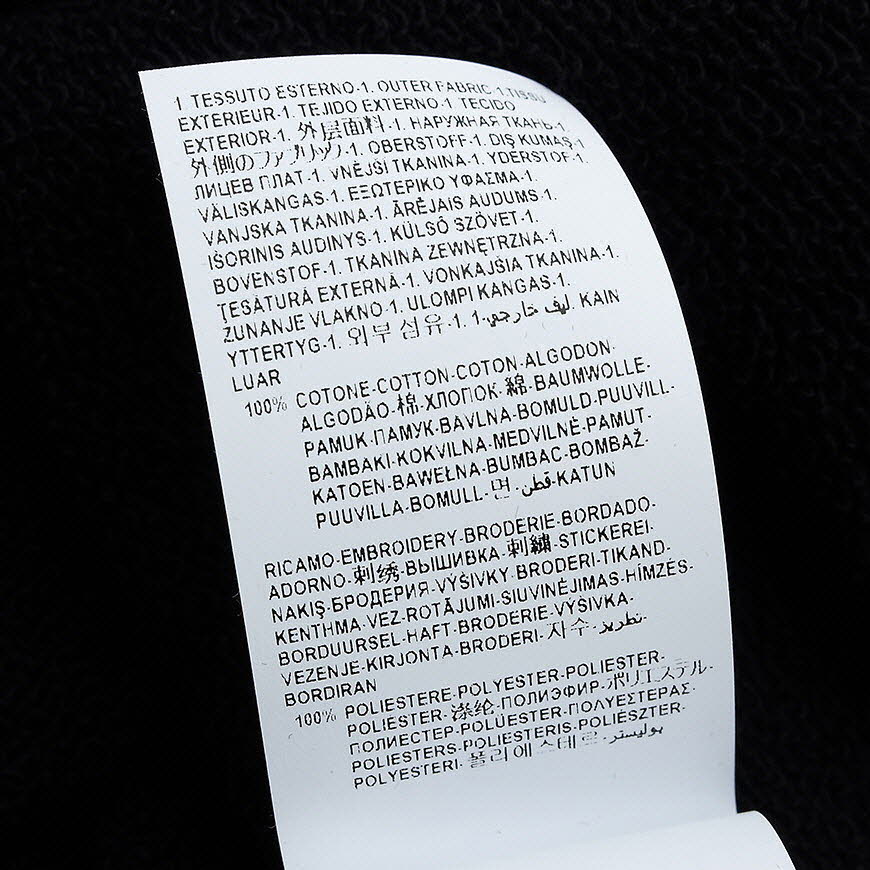 1. TESSUTO ESTERNO-1. OUTER FABRIC-1.TISSU
EXTERIEUR-1. TEJIDO EXTERNO-1. TECIDO
EXTERIOR-1. 外层面料-1. НАРУЖНАЯ ТКАНЬ-1.
外側のファブリック-1. OBERSTOFF-1. DIŞ KUMAŞ-1
ЛИЦЕВ ПЛАТ-1. VNĚJŠÍ TKANINA-1. YDERSTOF-1.
VÄLISKANGAS-1. ΕΞΩΤΕΡΙΚΟ ΥΦΑΣΜΑ-1.
VANJSKA TKANINA-1. ĀRĒJAIS AUDUMS-1.
IŠORINIS AUDINYS-1. KÜLSŐ SZÖVET-1.
BOVENSTOF-1. TKANINA ZEWNĘTRZNA-1.
ŢESĂTURĂ EXTERNĂ-1. VONKAJŠIA TKANINA-1.
ZUNANJE VLAKNO-1. ULOMPI KANGAS-1.
YTTERTYG-1. 외부 섬유-1. 1-ليف خارجي. KAIN
LUAR
100% COTONE-COTTON-COTON-ALGODON-
ALGODÃO-棉-ХЛОПОК-綿-BAUMWOLLE-
PAMUK-ПАМУК-BAVLNA-BOMULD-PUUVILL-
BAMBAKI-KOKVILNA-MEDVILNĖ-PAMUT-
KATOEN-BAWEŁNA-BUMBAC-BOMBAŽ-
PUUVILLA-BOMULL-면-قطن-KATUN
RICAMO-EMBROIDERY-BRODERIE-BORDADO-
ADORNO-刺绣-ВЫШИВКА-刺繍-STICKEREI-
NAKIŞ-БРОДЕРИЯ-VÝŠIVKY-BRODERI-TIKAND-
KENTHMA-VEZ-ROTĀJUMI-SIUVINĖJIMAS-HÍMZÉS-
BORDUURSEL-HAFT-BRODERIE-VÝŠIVKA-
VEZENJE-KIRJONTA-BRODERI-자수-تطريز-
BORDIRAN
100% POLIESTERE-POLYESTER-POLIESTER-
POLIESTER-涤纶-ПОЛИЭФИР-ポリエステル-
ПОЛИЕСТЕР-POLÜESTER-ΠΟΛΥΕΣΤΕΡΑΣ-
POLIESTERS-POLIESTERIS-POLIÉSZTER-
POLYESTERI-폴리에스테르-بوليستر